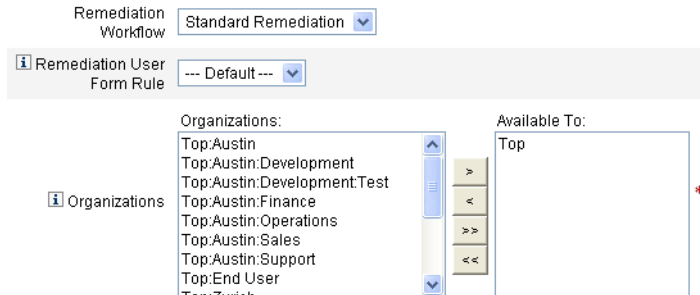 Remediation
Workflow
Standard Remediation
Remediation User
Form Rule
--- Default ---
Organizations:
Available To:
Organizations
Top:Austin
Top:Austin:Development
Top:Austin:Development:Test
Top:Austin:Finance
Top:Austin:Operations
Top:Austin:Sales
Top:Austin:Support
Top:End User
>
<
>>
<<
Top
*